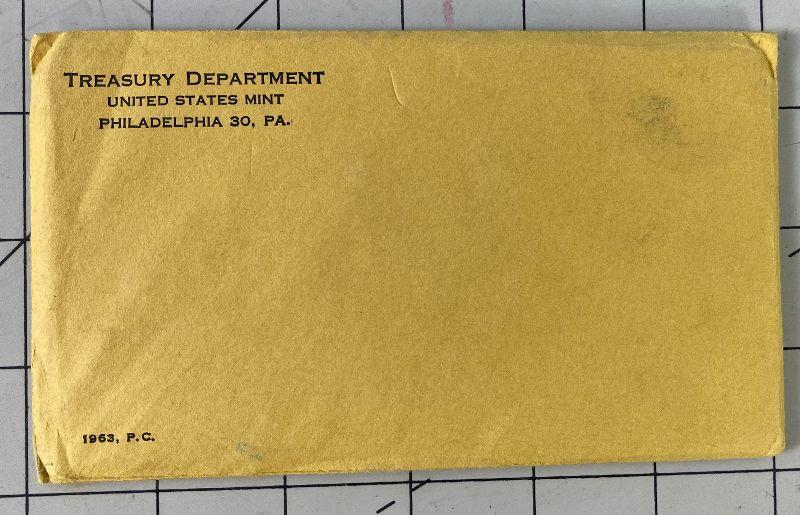 TREASURY DEPARTMENT
UNITED STATES MINT
PHILADELPHIA 30, PA.
1963, P.C.